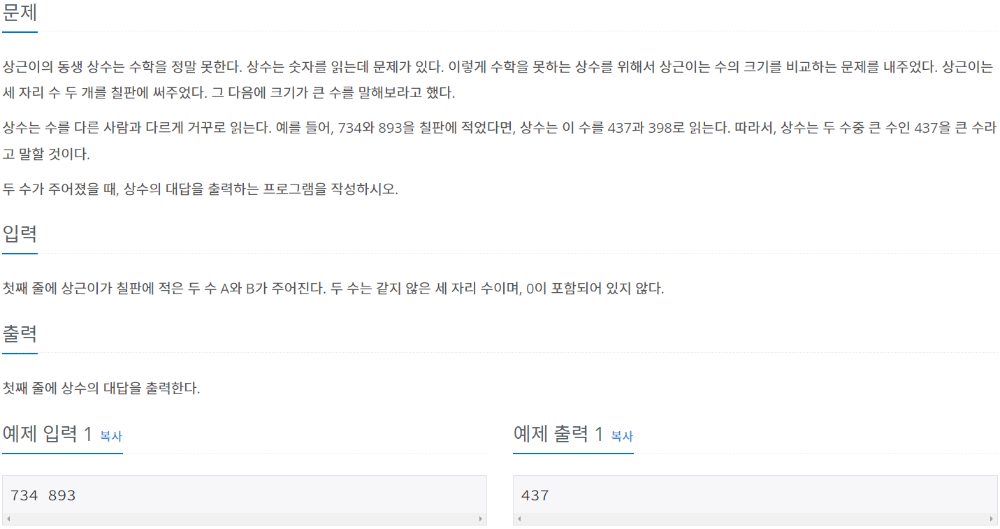 문제
상근이의 동생 상수는 수학을 정말 못한다. 상수는 숫자를 읽는데 문제가 있다. 이렇게 수학을 못하는 상수를 위해서 상근이는 수의 크기를 비교하는 문제를 내주었다. 상근이는
세 자리 수 두 개를 칠판에 써주었다. 그 다음에 크기가 큰 수를 말해보라고 했다.
상수는 수를 다른 사람과 다르게 거꾸로 읽는다. 예를 들어, 734와 893을 칠판에 적었다면, 상수는 이 수를 437과 398로 읽는다. 따라서, 상수는 두 수중 큰 수인 437을 큰 수라
고 말할 것이다.
두 수가 주어졌을 때, 상수의 대답을 출력하는 프로그램을 작성하시오.
입력
첫째 줄에 상근이가 칠판에 적은 두 수 A와 B가 주어진다. 두 수는 같지 않은 세 자리 수이며, 0이 포함되어 있지 않다.
출력
첫째 줄에 상수의 대답을 출력한다.
예제 입력 1 복사
734 893
예제 출력 1 복사
437